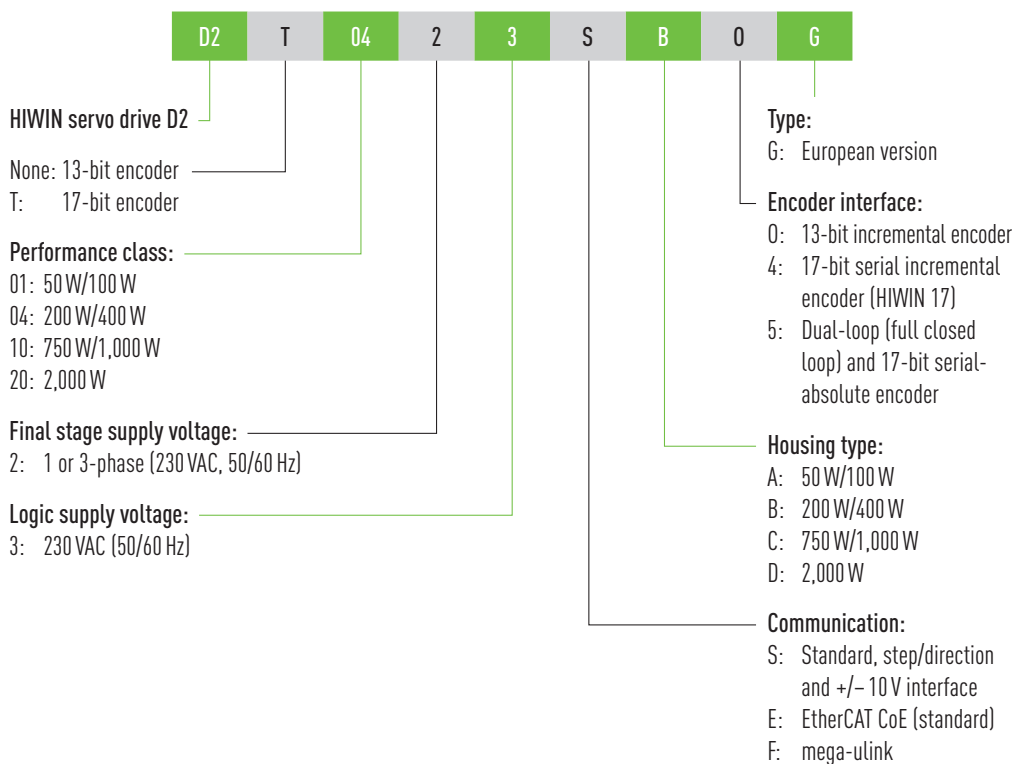 D2 T 04 2 3 S B 0 G
HIWIN servo drive D2
None: 13-bit encoder
T: 17-bit encoder
Performance class:
01: 50 W/100 W
04: 200 W/400 W
10: 750 W/1,000 W
20: 2,000 W
Final stage supply voltage:
2: 1 or 3-phase (230 VAC, 50/60 Hz)
Logic supply voltage:
3: 230 VAC (50/60 Hz)
Type:
G: European version
Encoder interface:
0: 13-bit incremental encoder
4: 17-bit serial incremental
encoder (HIWIN 17)
5: Dual-loop (full closed
loop) and 17-bit serial-
absolute encoder
Housing type:
A: 50 W/100 W
B: 200 W/400 W
C: 750 W/1,000 W
D: 2,000 W
Communication:
S: Standard, step/direction
and +/– 10 V interface
E: EtherCAT CoE (standard)
F: mega-ulink